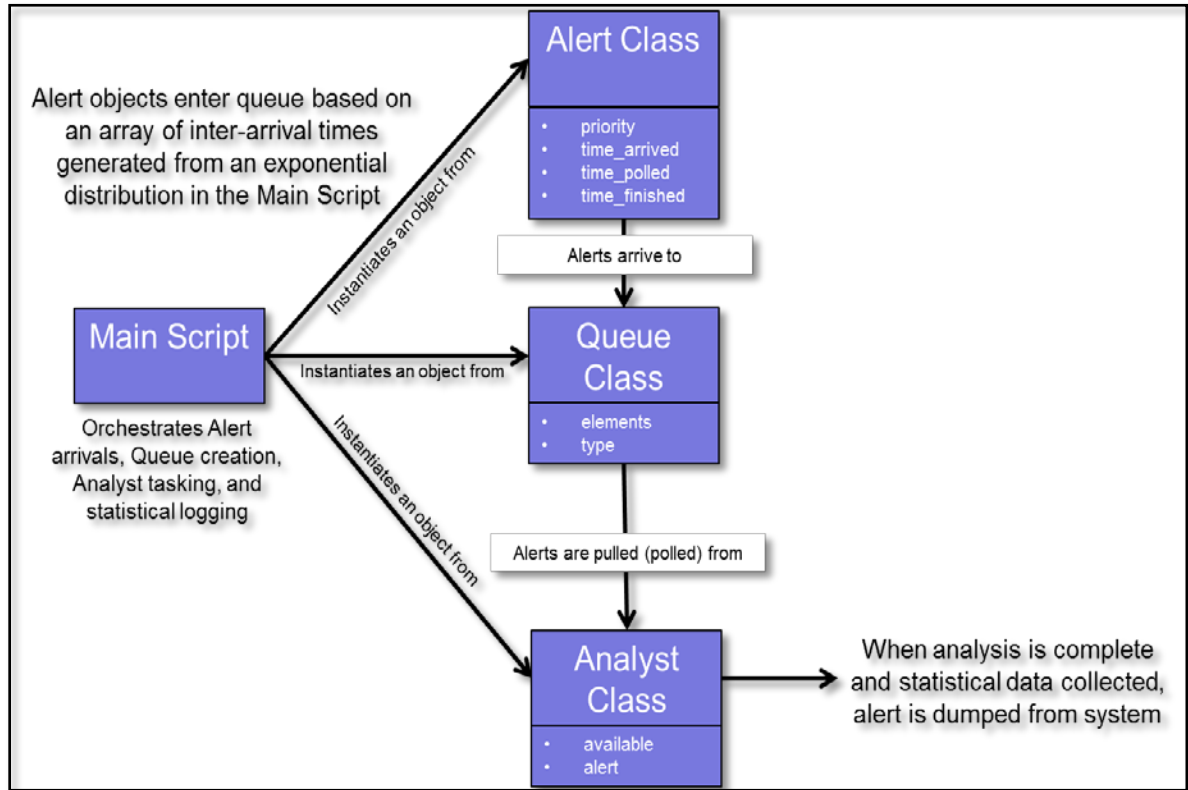 Alert Class
• priority
• time_arrived
• time_polled
• time_finished
Alert objects enter queue based on
an array of inter-arrival times
generated from an exponential
distribution in the Main Script
Instantiates an object from
Alerts arrive to
Main Script
Instantiates an object from
Queue
Class
• elements
• type
Orchestrates Alert
arrivals, Queue creation,
Analyst tasking, and
statistical logging
Instantiates an object from
Alerts are pulled (polled) from
Analyst
Class
• available
• alert
When analysis is complete
and statistical data collected,
alert is dumped from system